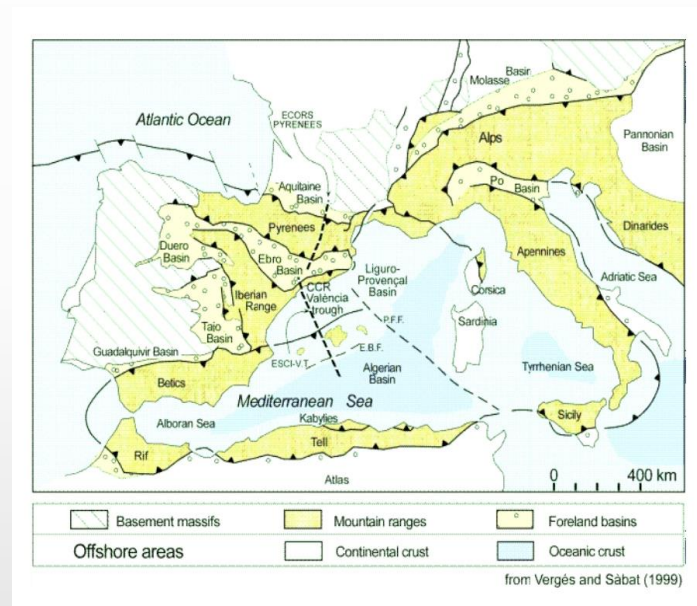 Basin
Molasse
Atlantic Ocean
ECORS
PYRENEES
Alps
Pannonian
Basin
Aquitaine
Basin
Po
Basin
Pyrenees
Dinarides
Duero
Basin
Ebro
Basin
Apennines
Liguro-
Provençal
Basin
Adriatic Sea
CCR
València
trough
Iberian
Range
Corsica
Tajo
Basin
P.F.F.
Sardinia
Guadalquivir Basin
E.B.F.
ESCI-V.T.
Algerian
Basin
Tyrrhenian Sea
Betics
Mediterranean Sea
Alboran Sea
Kabylies
Sicily
Tell
Rif
Atlas
0 400 km
Basement massifs
Mountain ranges
Foreland basins
Offshore areas
Continental crust
Oceanic crust
from Vergés and Sàbat (1999)